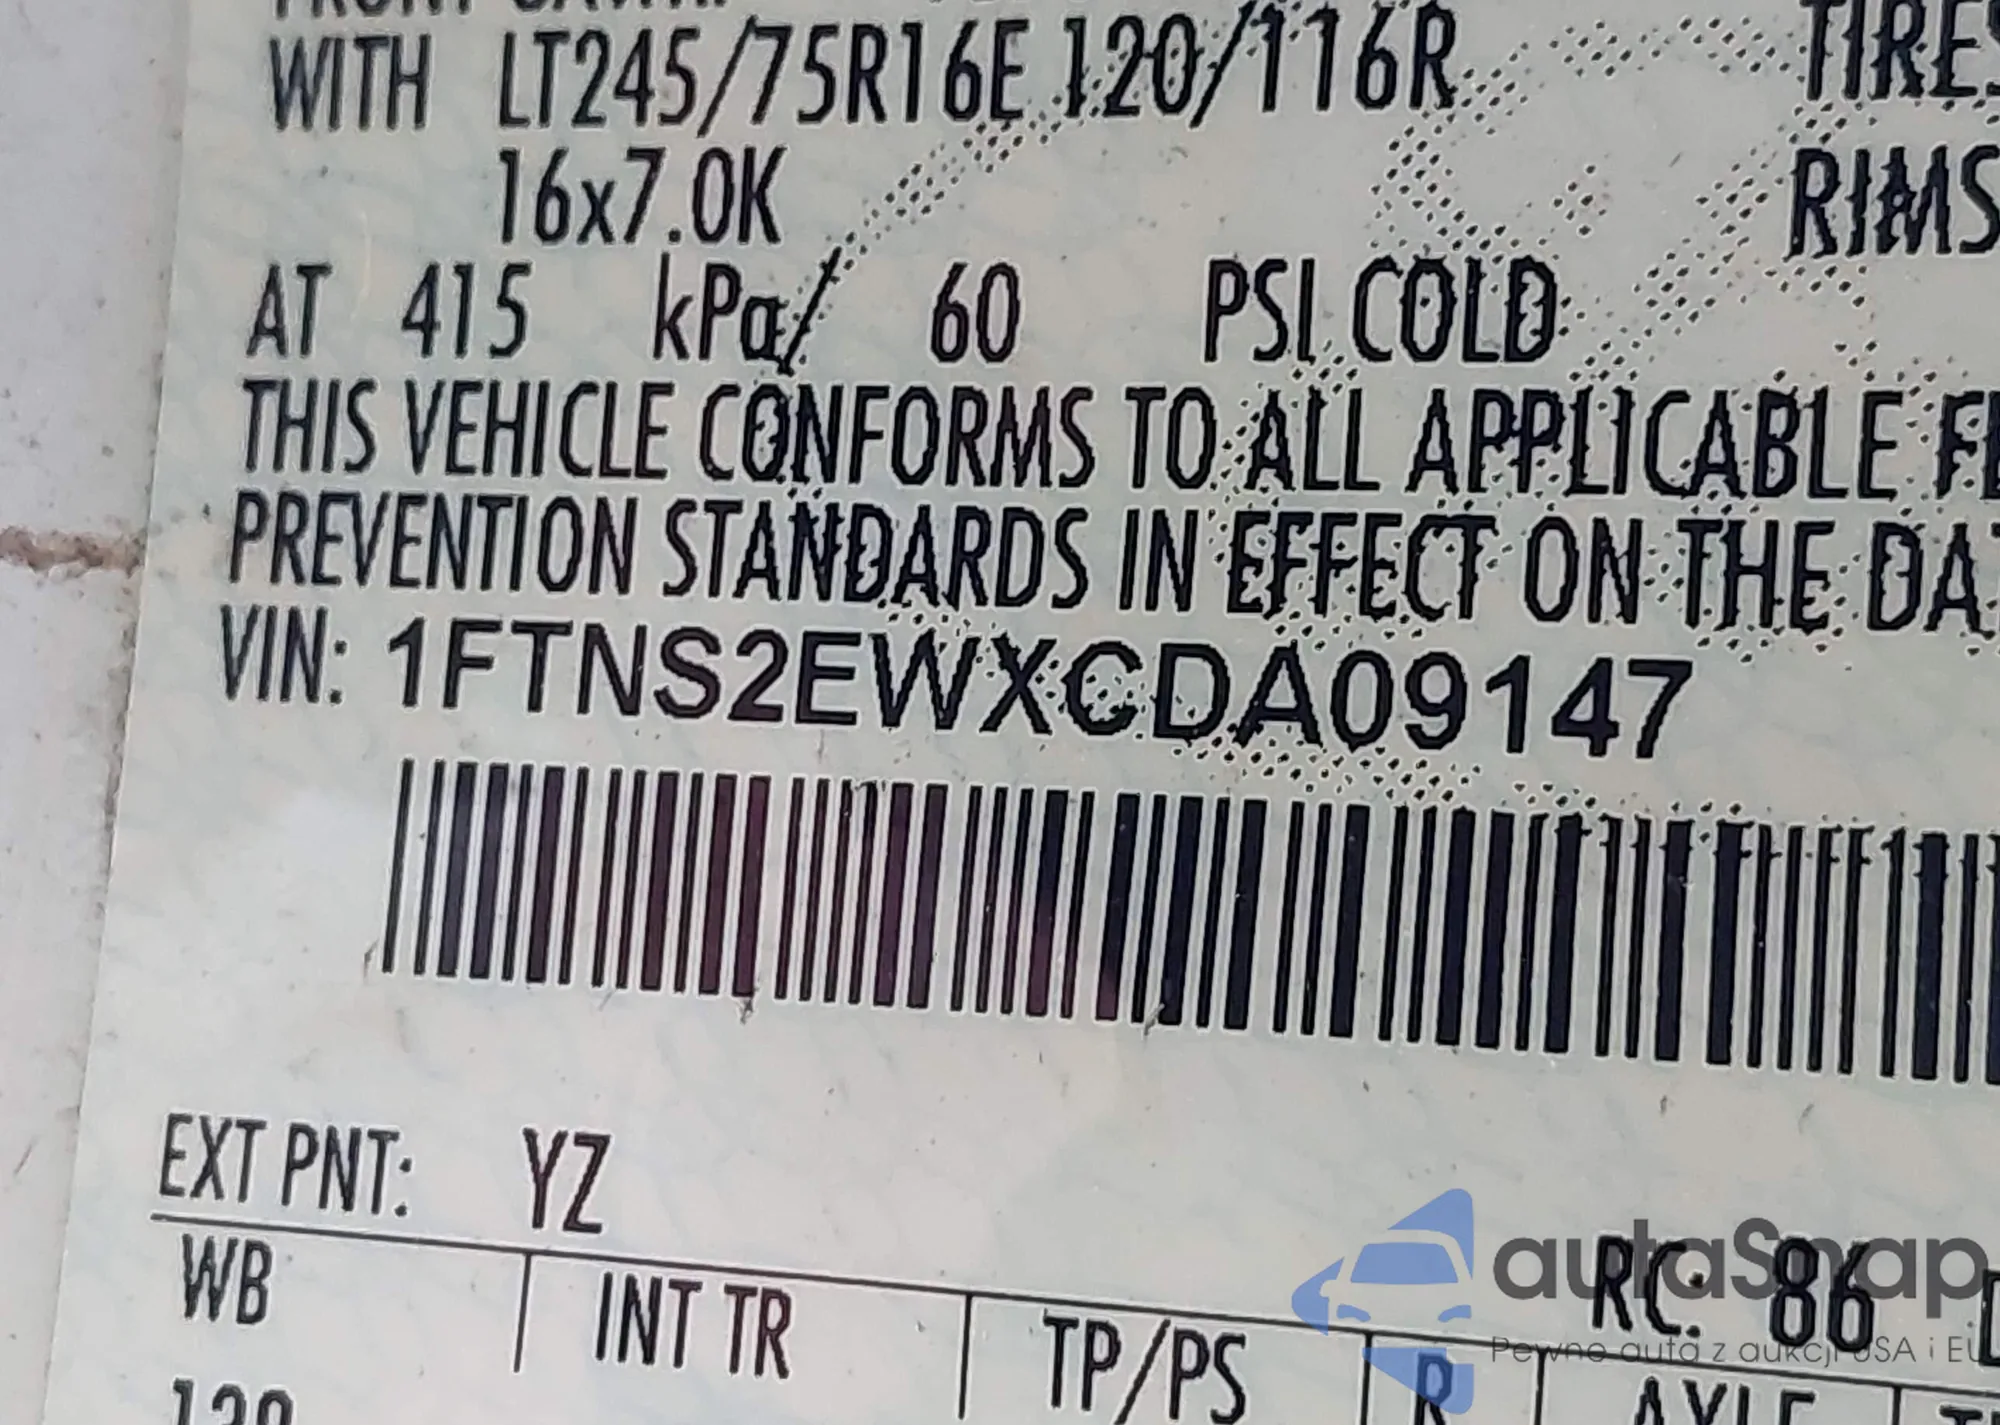 WITH LT245/75R16E 120/116R TIRES
16x7.0K RIMS
AT 415 kPa/ 60 PSI COLD
THIS VEHICLE CONFORMS TO ALL APPLICABLE
PREVENTION STANDARDS IN EFFECT ON THE
VIN: 1FTNS2EWXCDA09147
EXT PNT: YZ RC: 86
WB INT TR TP/PS R AXLE
autaSnap
Pewne auta z aukcji USA i EU